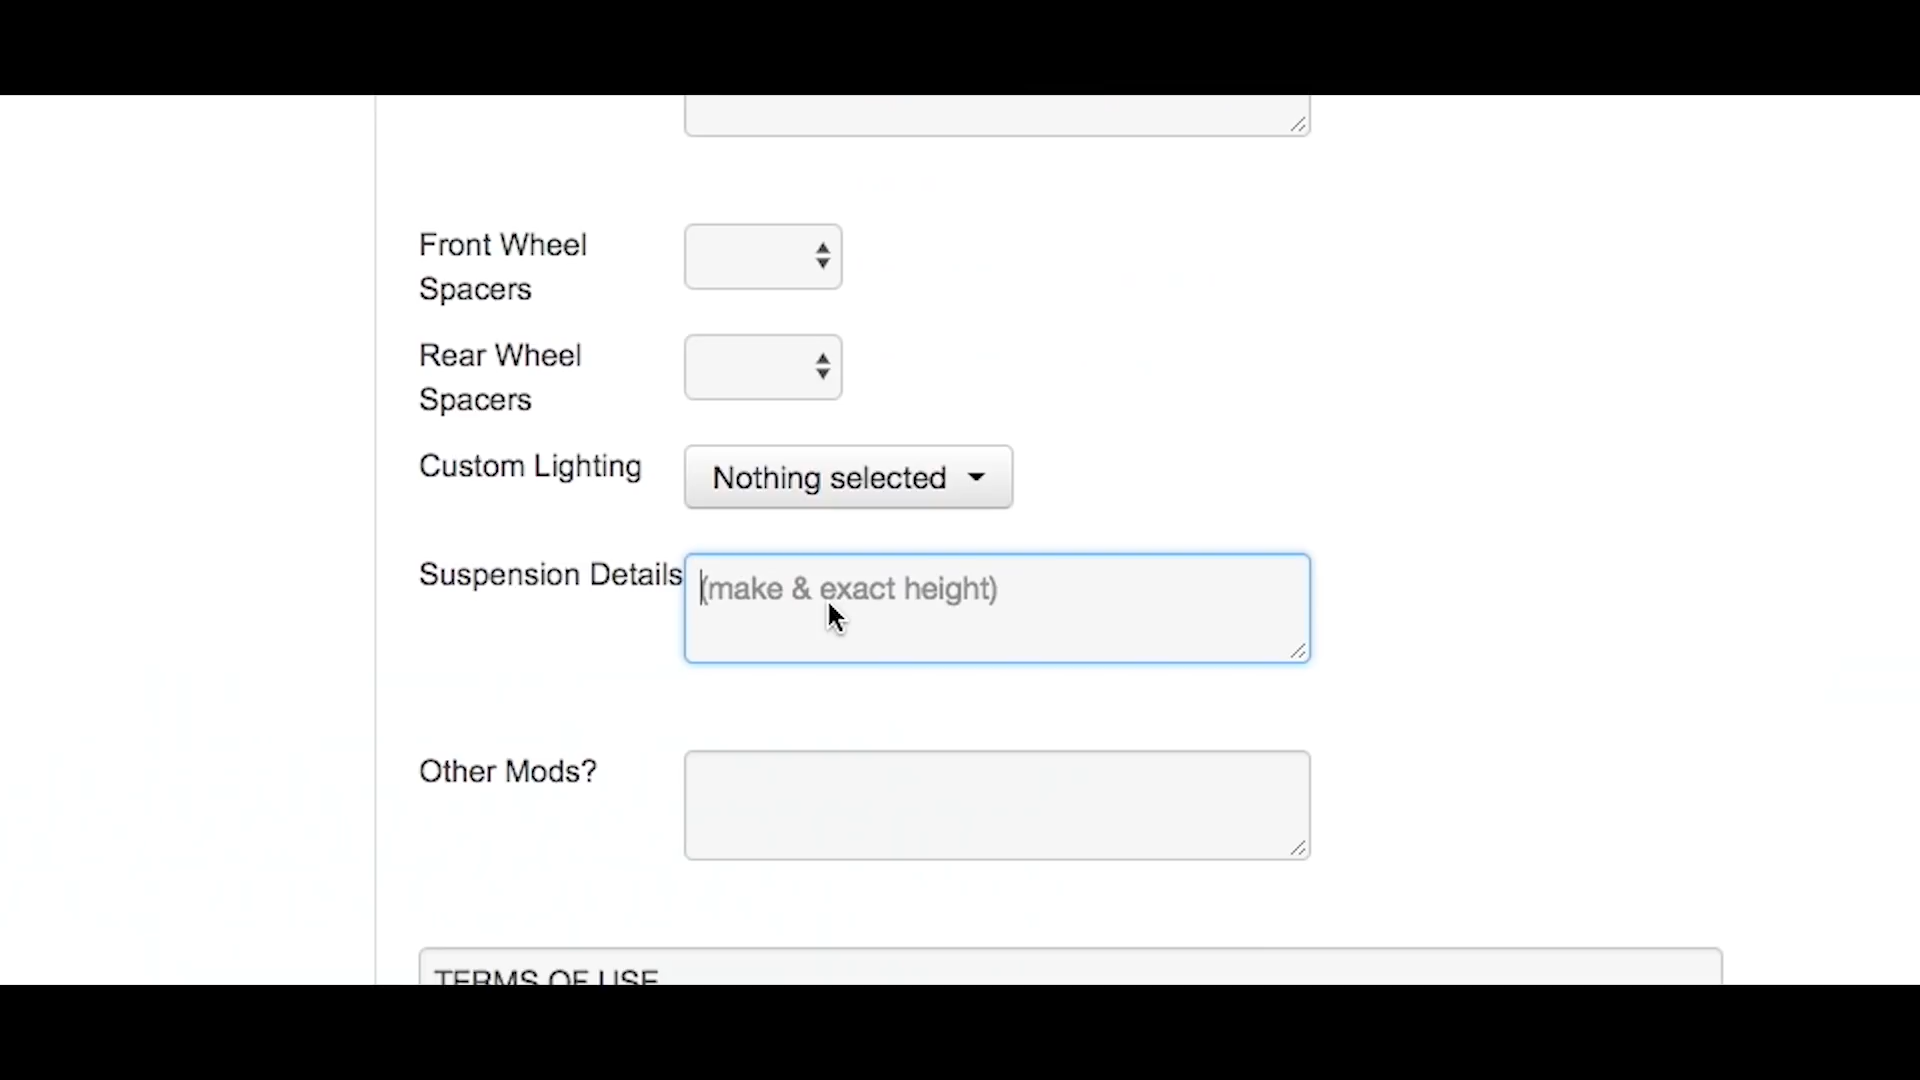 Front Wheel
Spacers
Rear Wheel
Spacers
Custom Lighting
Nothing selected
Suspension Details
(make & exact height)
Other Mods?
TERMS OF USE